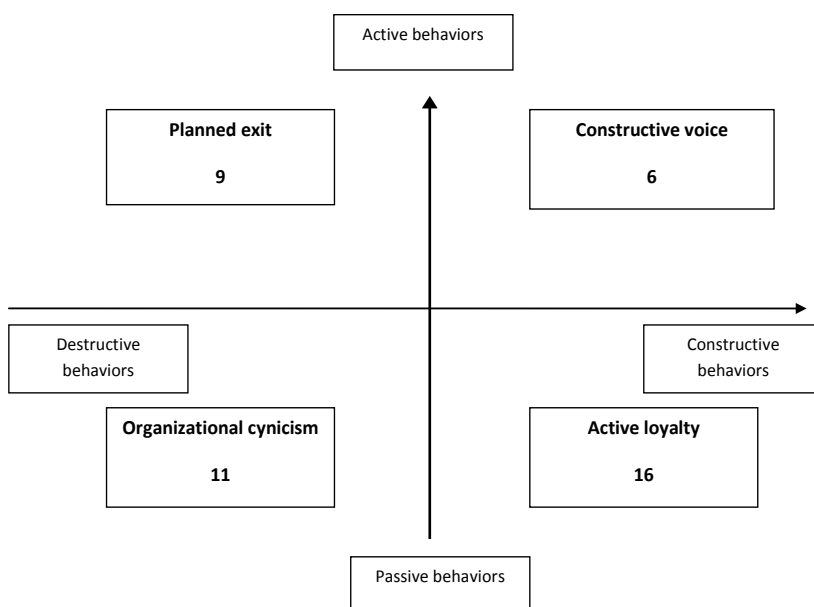 Active behaviors
Planned exit
9
Constructive voice
6
Destructive
behaviors
Constructive
behaviors
Organizational cynicism
11
Active loyalty
16
Passive behaviors